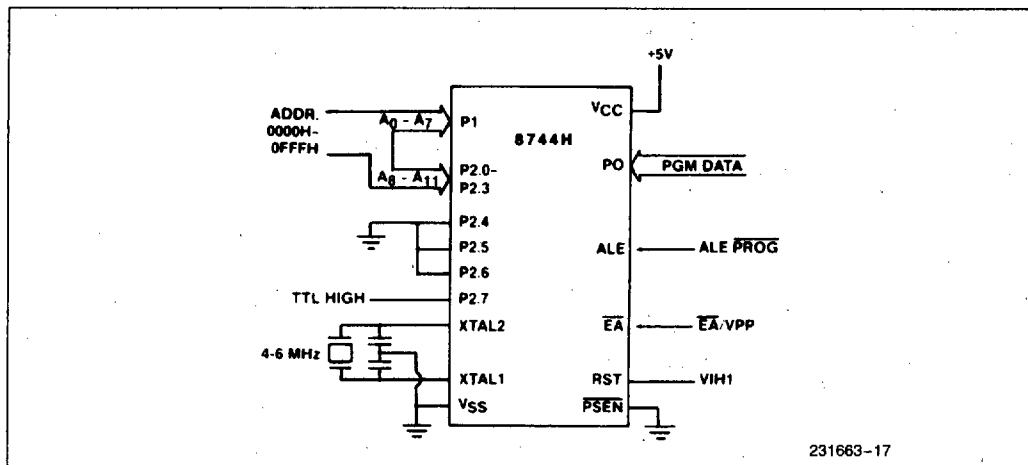 +5V
VCC
ADDR.
0000H-
0FFFH
A0 - A7
P1
8744H
P2.0-
P2.3
A8 - A11
PO
PGM DATA
P2.4
P2.5
ALE
ALE PROG
P2.6
TTL HIGH
P2.7
XTAL2
EA
EA/VPP
4-6 MHz
XTAL1
RST
VIH1
VSS
PSEN
231663-17